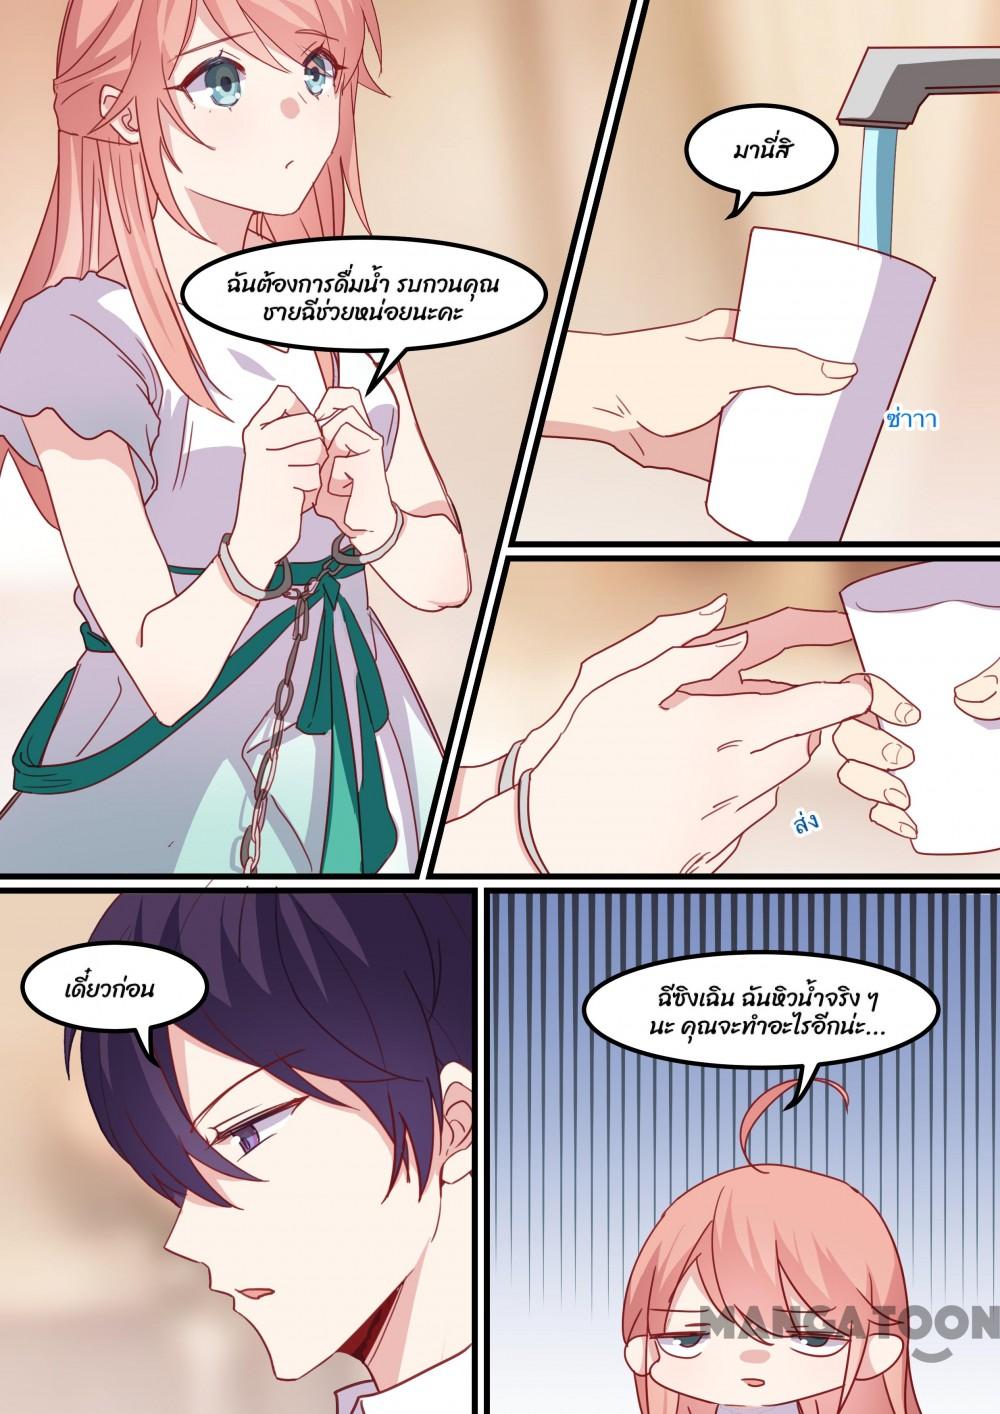 ฉันต้องการดื่มน้ำ รบกวนคุณ
ชายฉีช่วยหน่อยนะคะ
มานี่สิ
ซ่าาา
ส่ง
เดี๋ยวก่อน
ฉีซิงเฉิน ฉันหิวน้ำจริง ๆ
นะ คุณจะทำอะไรอีกน่ะ...
MANGATOON